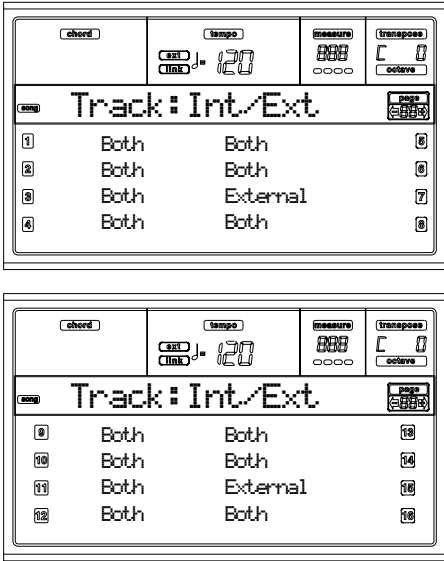 chord tempo measure transpose
ext link ♩= 120 888 C 0
octave
song Track:Int/Ext page 88
1 Both Both 5
2 Both Both 6
3 Both External 7
4 Both Both 8
chord tempo measure transpose
ext link ♩= 120 888 C 0
octave
song Track:Int/Ext page 88
9 Both Both 13
10 Both Both 14
11 Both External 15
12 Both Both 16